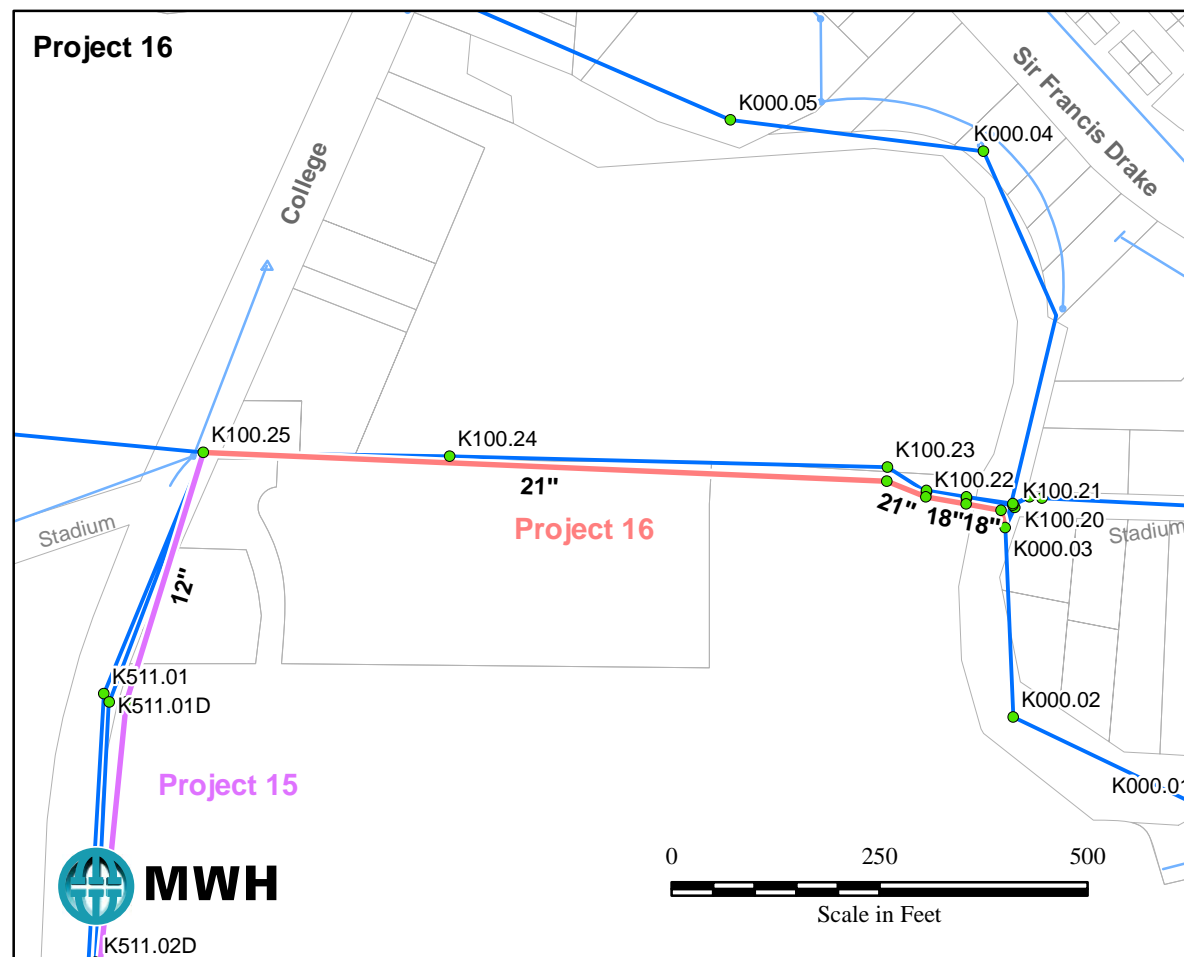 Project 16
Sir Francis Drake
K000.05
K000.04
College
K100.25
K100.24
K100.23
K100.22
K100.21
K100.20
K000.03
21"
21"
18"
18"
Project 16
Stadium
Stadium
12"
K511.01
K511.01D
K000.02
Project 15
K000.01
MWH
0 250 500
Scale in Feet
K511.02D